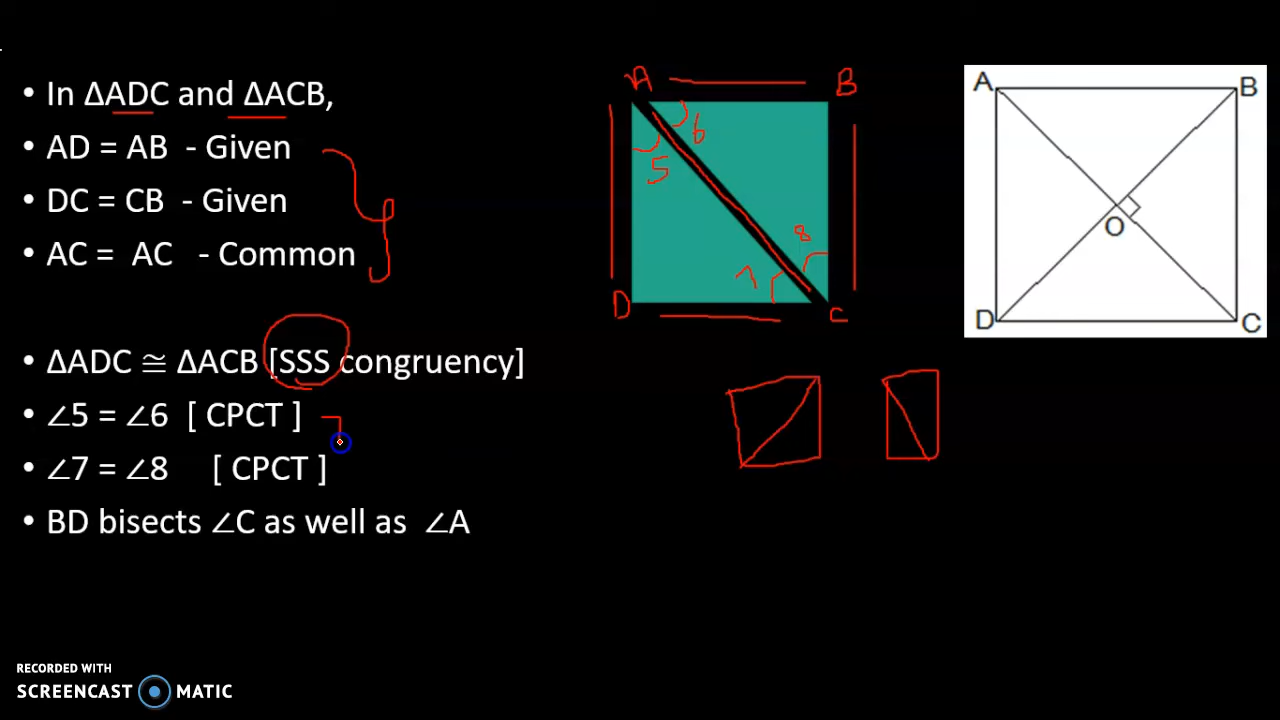 • In ΔADC and ΔACB,
• AD = AB - Given
• DC = CB - Given
• AC = AC - Common
• ΔADC ≅ ΔACB [SSS congruency]
• ∠5 = ∠6 [ CPCT ]
• ∠7 = ∠8 [ CPCT ]
• BD bisects ∠C as well as ∠A
A B
6
5
8
7
D C
A B
O
D C
RECORDED WITH
SCREENCAST MATIC